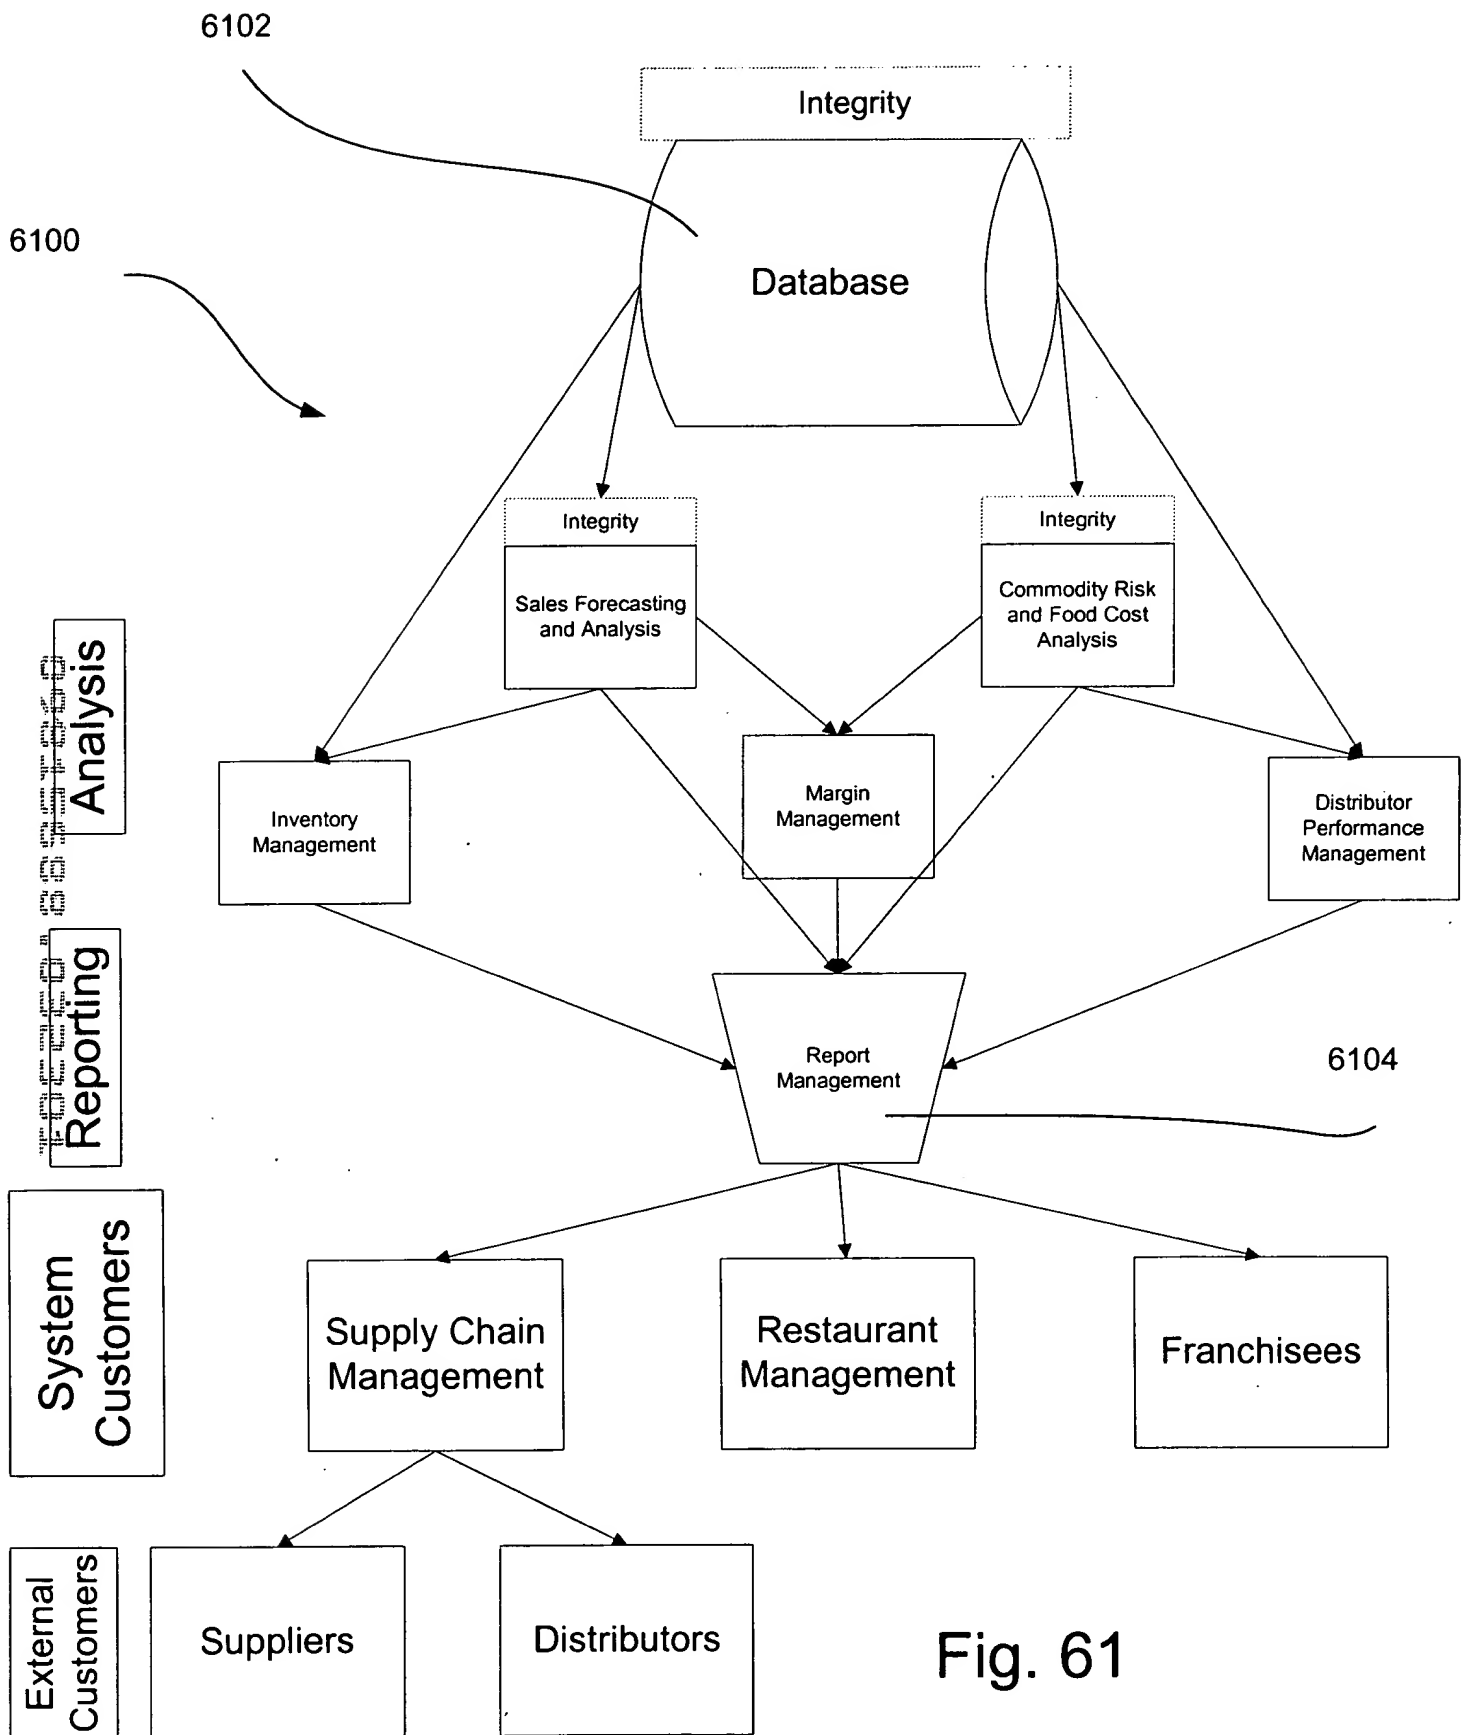 6102
Integrity
6100
Database
Integrity
Integrity
Sales Forecasting
and Analysis
Commodity Risk
and Food Cost
Analysis
Analysis
Inventory
Management
Margin
Management
Distributor
Performance
Management
Reporting
Report
Management
6104
System
Customers
Supply Chain
Management
Restaurant
Management
Franchisees
External
Customers
Suppliers
Distributors
Fig. 61